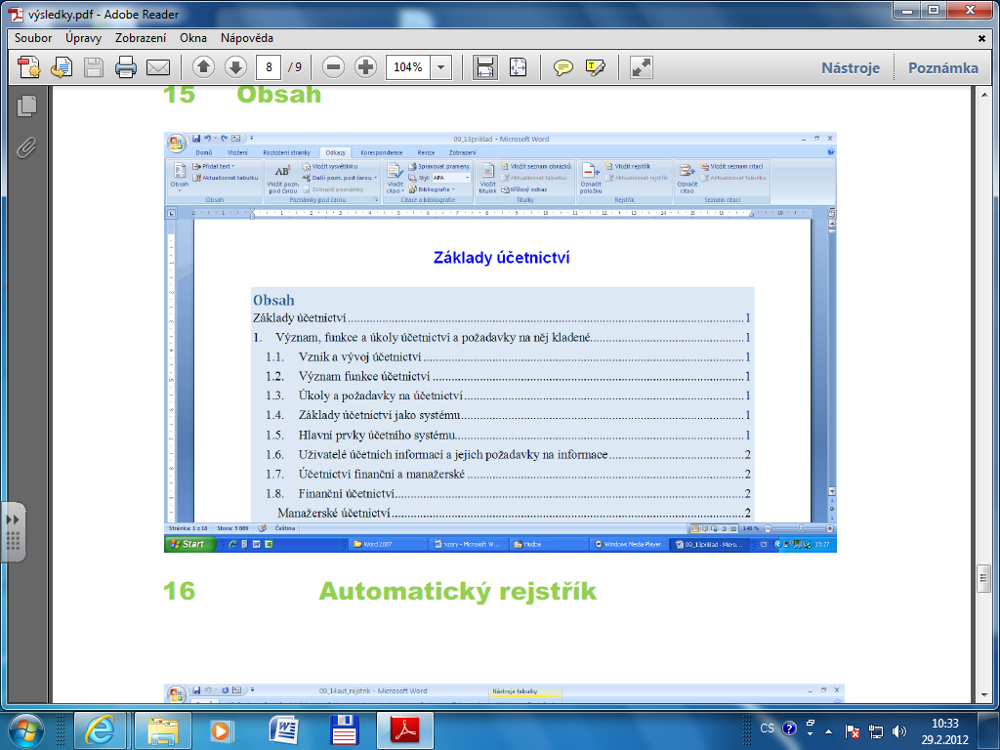 výsledky.pdf - Adobe Reader
Soubor Úpravy Zobrazení Okna Nápověda
8 / 9 104% Nástroje Poznámka
15 Obsah
09_13priklad - Microsoft Word
Domů Vložení Rozložení stránky Odkazy Korespondence Revize Zobrazení
Obsah
Přidat text
Aktualizovat tabulku
Obsah
AB¹
Vložit pozn. pod čarou
Vložit vysvětlivku
Další pozn. pod čarou
Zobrazit poznámky
Poznámky pod čarou
Vložit citaci
Spravovat prameny
Styl: APA
Bibliografie
Citace a bibliografie
Vložit titulek
Vložit seznam obrázků
Aktualizovat tabulku
Křížový odkaz
Titulky
Označit položku
Vložit rejstřík
Aktualizovat rejstřík
Rejstřík
Označit citaci
Vložit seznam citací
Aktualizovat tabulku
Seznam citací
Základy účetnictví
Obsah
Základy účetnictví 1
1. Význam, funkce a úkoly účetnictví a požadavky na něj kladené 1
1.1. Vznik a vývoj účetnictví 1
1.2. Význam funkce účetnictví 1
1.3. Úkoly a požadavky na účetnictví 1
1.4. Základy účetnictví jako systému 1
1.5. Hlavní prvky účetního systému 1
1.6. Uživatelé účetních informací a jejich požadavky na informace 2
1.7. Účetnictví finanční a manažerské 2
1.8. Finanční účetnictví 2
Manažerské účetnictví 2
Stránka: 1 z 18 Slova: 5 089 Čeština 146 %
Start Word 2007 vzory - Microsoft W... Hudba Windows Media Player 09_13priklad - Micro... CS 13:27
16 Automatický rejstřík
09_14aut_rejstrik - Microsoft Word Nástroje tabulky
CS 10:33
29.2.2012